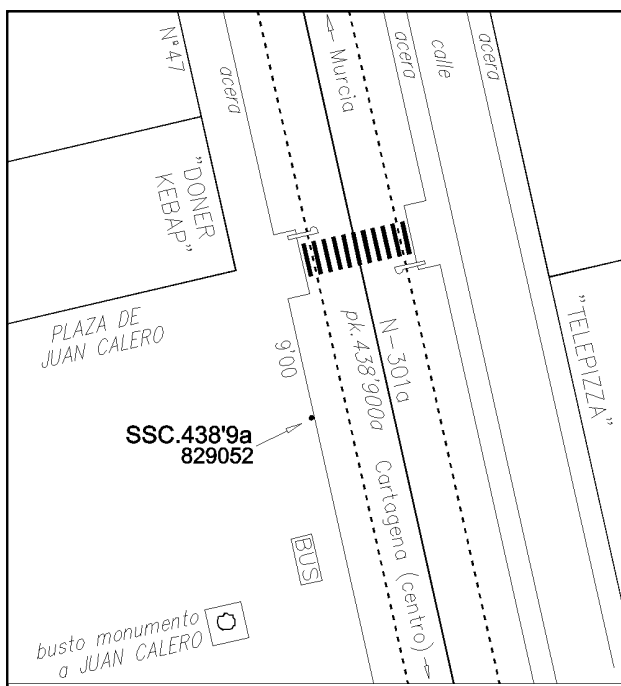 Nº47
acera
← Murcia
acera
calle
acera
"DONER
KEBAP"
PLAZA DE
JUAN CALERO
9'00
N-301a
pk.438'900a
"TELEPIZZA"
SSC.438'9a
829052
Cartagena (centro) →
BUS
busto monumento
a JUAN CALERO